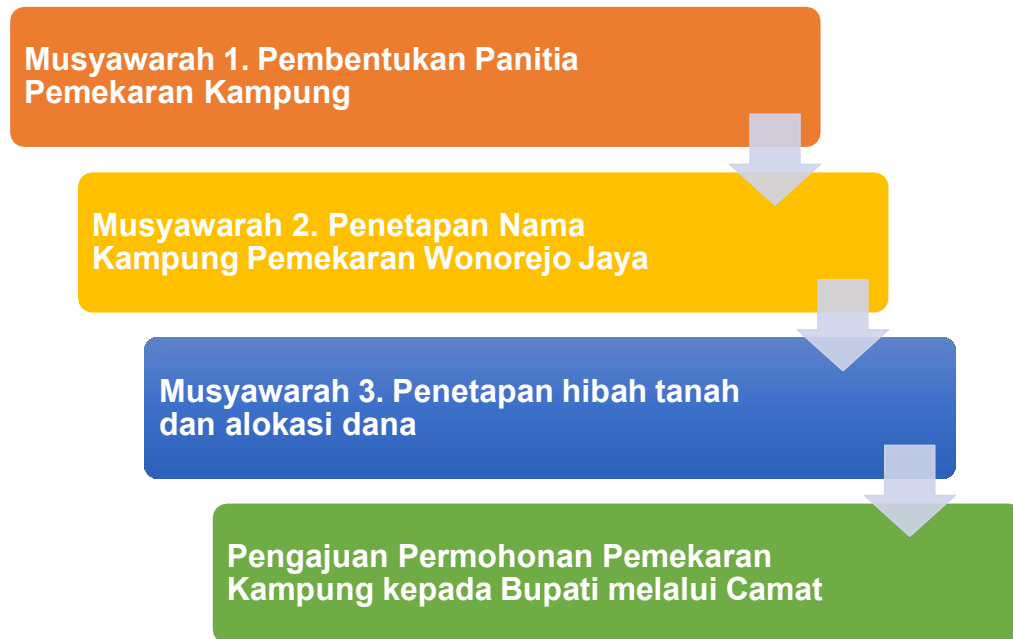 Musyawarah 1. Pembentukan Panitia
Pemekaran Kampung
Musyawarah 2. Penetapan Nama
Kampung Pemekaran Wonorejo Jaya
Musyawarah 3. Penetapan hibah tanah
dan alokasi dana
Pengajuan Permohonan Pemekaran
Kampung kepada Bupati melalui Camat